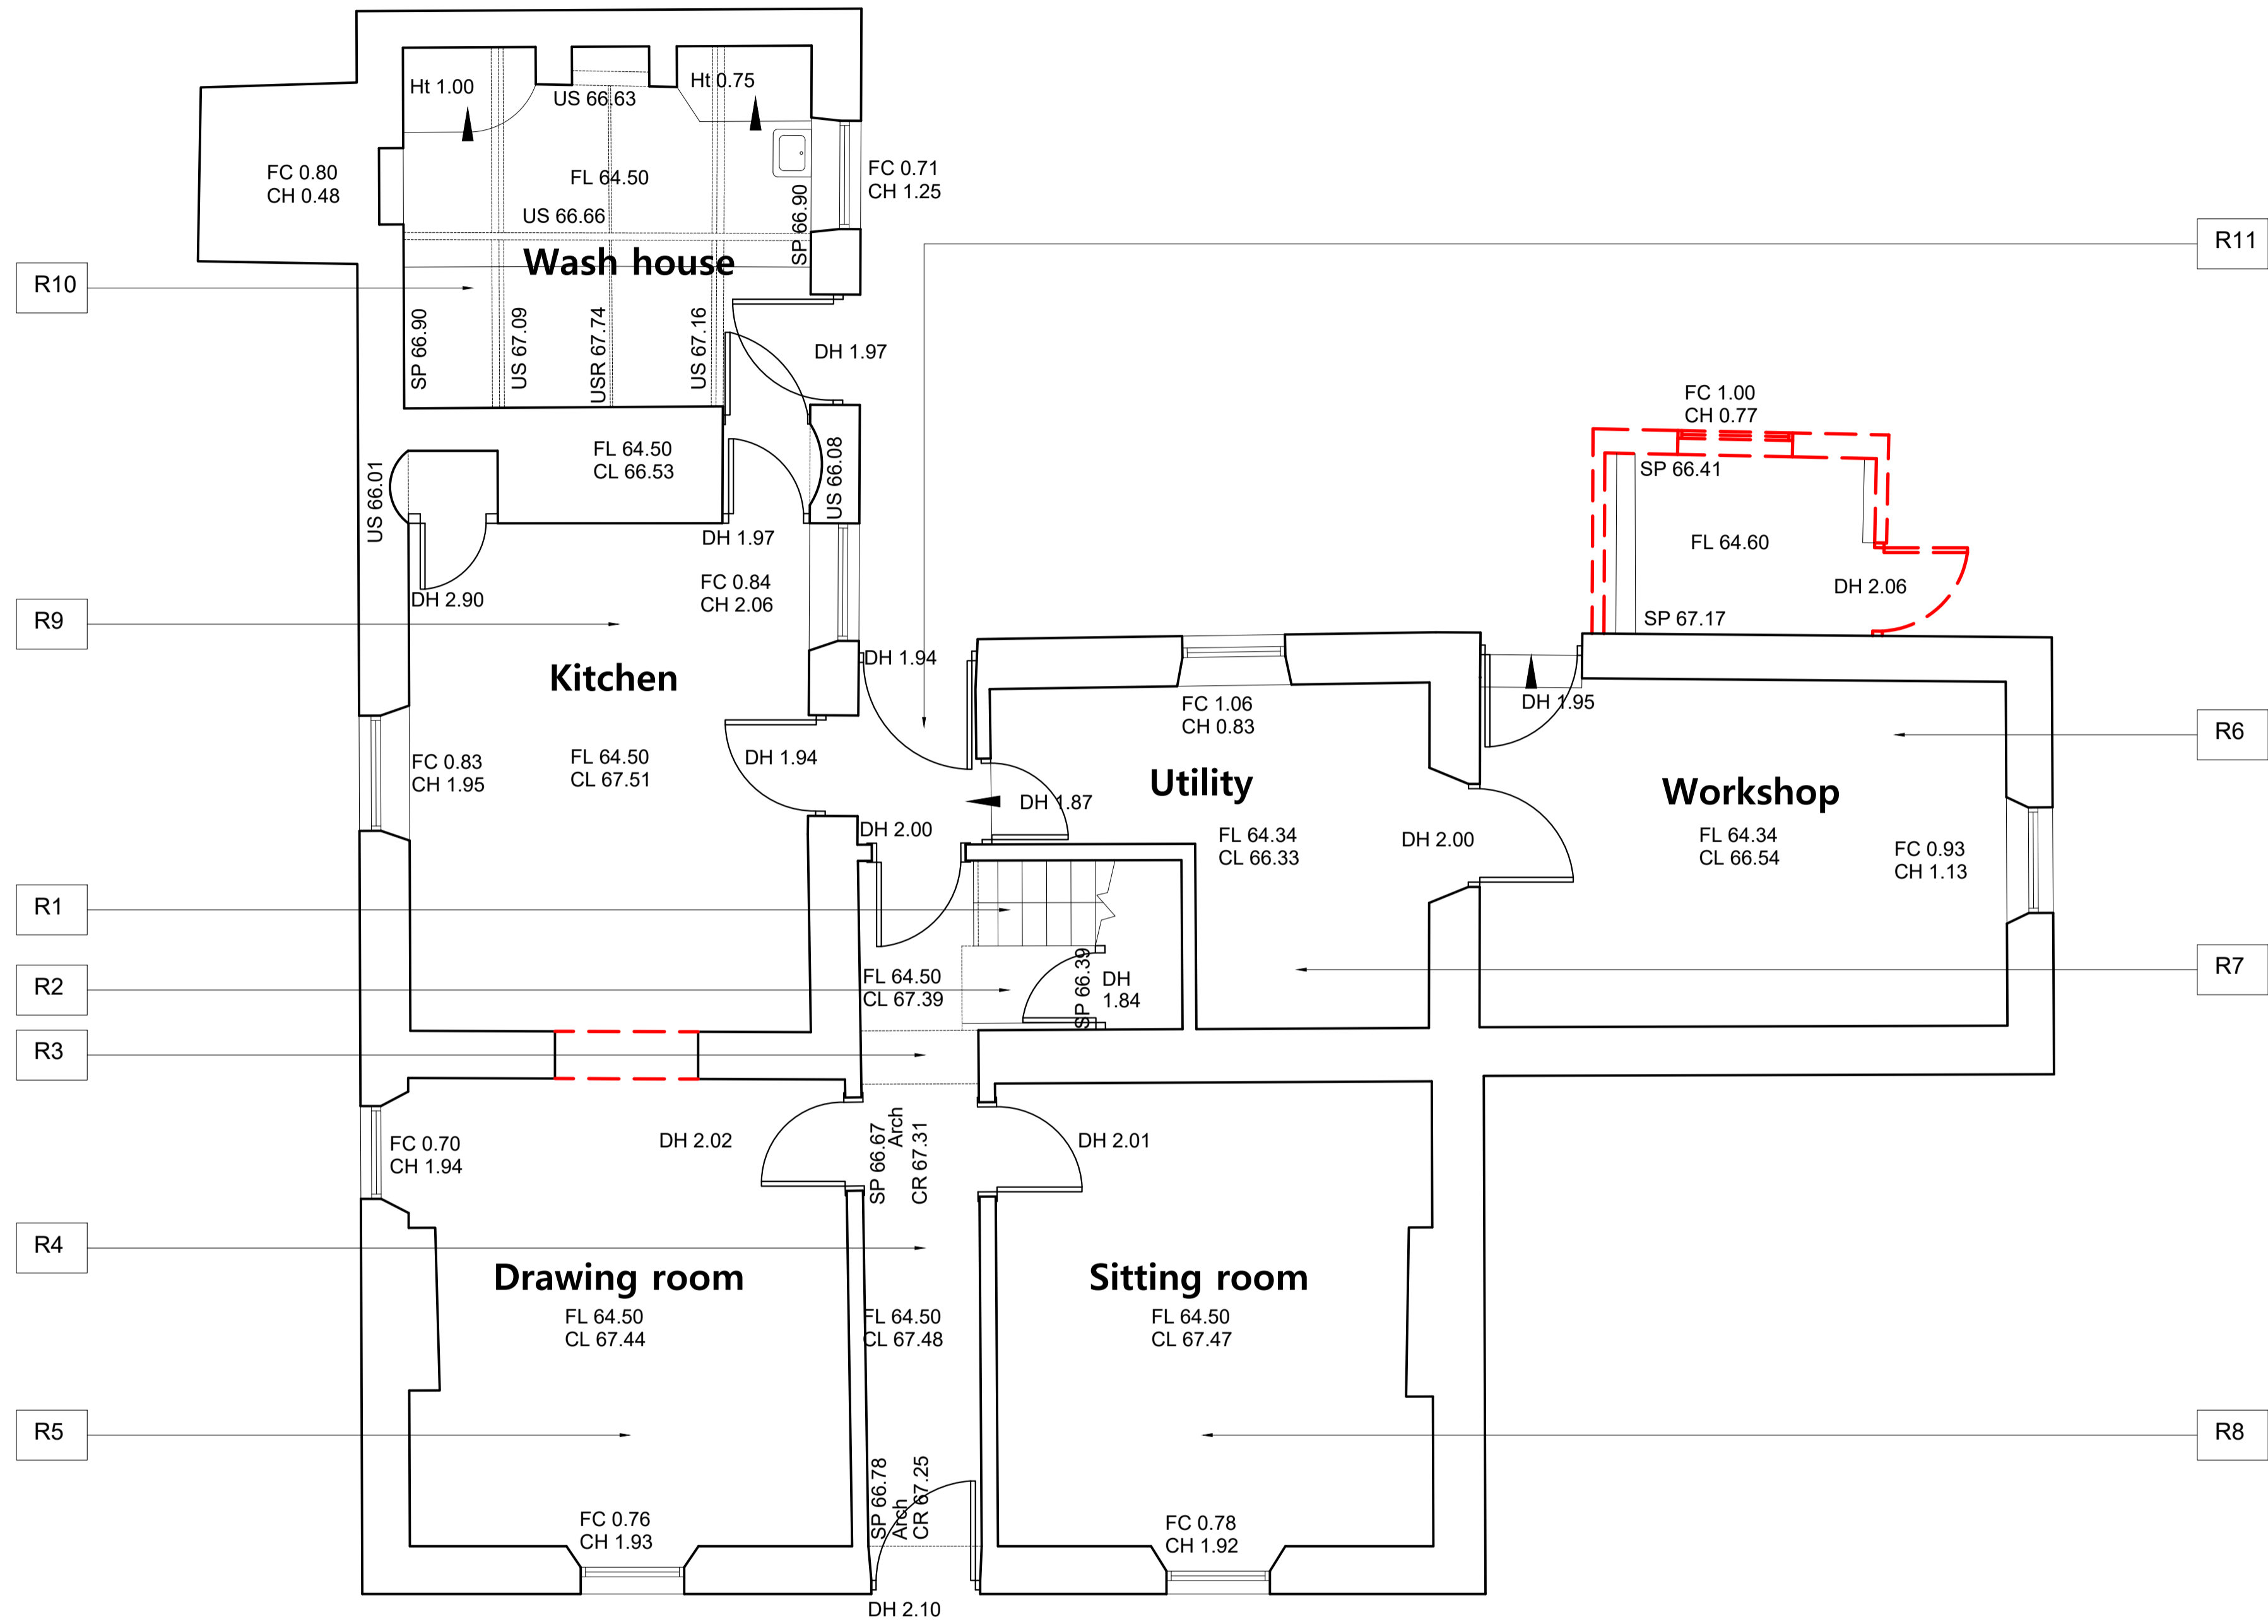 Ht 1.00
Ht 0.75
US 66.63
FC 0.80
CH 0.48
FL 64.50
FC 0.71
CH 1.25
SP 66.90
US 66.66
R11
Wash house
R10
SP 66.90
US 67.09
USR 67.74
US 67.16
DH 1.97
FC 1.00
CH 0.77
FL 64.50
CL 66.53
US 66.01
US 66.08
SP 66.41
DH 1.97
FL 64.60
FC 0.84
CH 2.06
DH 2.90
DH 2.06
R9
SP 67.17
DH 1.94
Kitchen
FC 1.06
CH 0.83
DH 1.95
R6
FC 0.83
CH 1.95
FL 64.50
CL 67.51
DH 1.94
Utility
Workshop
DH 1.87
DH 2.00
FL 64.34
CL 66.33
DH 2.00
FL 64.34
CL 66.54
FC 0.93
CH 1.13
R1
R2
FL 64.50
CL 67.39
SP 66.39
DH
1.84
R7
R3
FC 0.70
CH 1.94
DH 2.02
SP 66.67
Arch
CR 67.31
DH 2.01
R4
Drawing room
FL 64.50
CL 67.44
FL 64.50
CL 67.48
Sitting room
FL 64.50
CL 67.47
R5
R8
SP 66.78
Arch
CR 67.25
FC 0.76
CH 1.93
FC 0.78
CH 1.92
DH 2.10